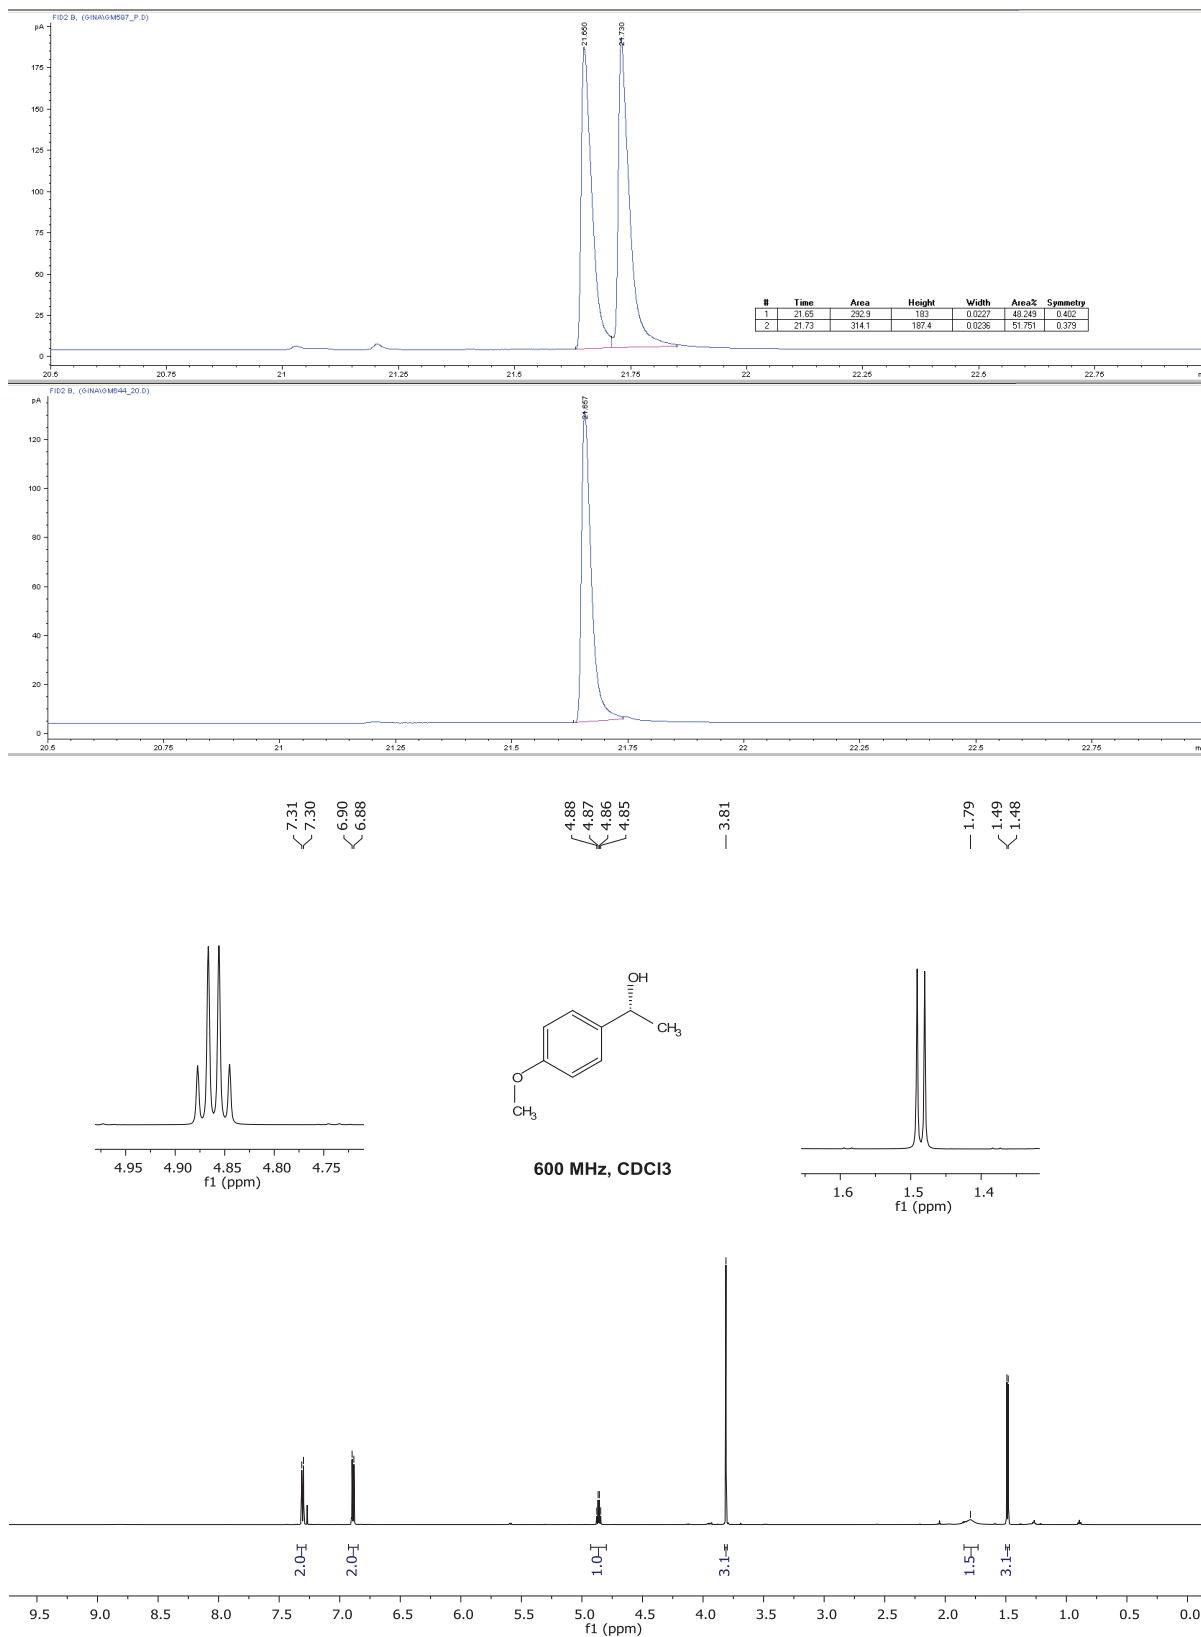 FID2 B, (GINA\GM597_P.D)
pA
175
150
125
100
75
50
25
0
21.650
21.730
# Time Area Height Width Area% Symmetry
1 21.65 292.9 183 0.0227 48.249 0.402
2 21.73 314.1 187.4 0.0236 51.751 0.379
20.5 20.75 21 21.25 21.5 21.75 22 22.25 22.5 22.75
FID2 B, (GINA\GM644_20.D)
pA
120
100
80
60
40
20
0
21.657
20.5 20.75 21 21.25 21.5 21.75 22 22.25 22.5 22.75
7.31 7.30 6.90 6.88 4.88 4.87 4.86 4.85 3.81 1.79 1.49 1.48
OH
CH3
O
CH3
4.95 4.90 4.85 4.80 4.75
f1 (ppm)
600 MHz, CDCl3
1.6 1.5 1.4
f1 (ppm)
2.0 2.0 1.0 3.1 1.5 3.1
9.5 9.0 8.5 8.0 7.5 7.0 6.5 6.0 5.5 5.0 4.5 4.0 3.5 3.0 2.5 2.0 1.5 1.0 0.5 0.0
f1 (ppm)